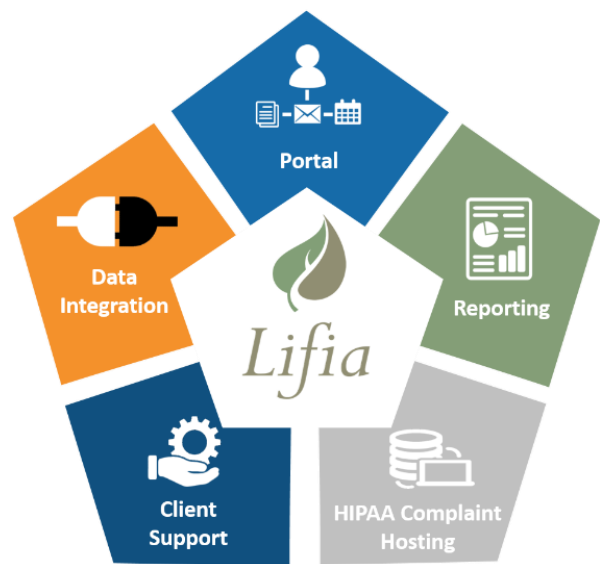 Portal
Data
Integration
Reporting
Lifia
Client
Support
HIPAA Complaint
Hosting